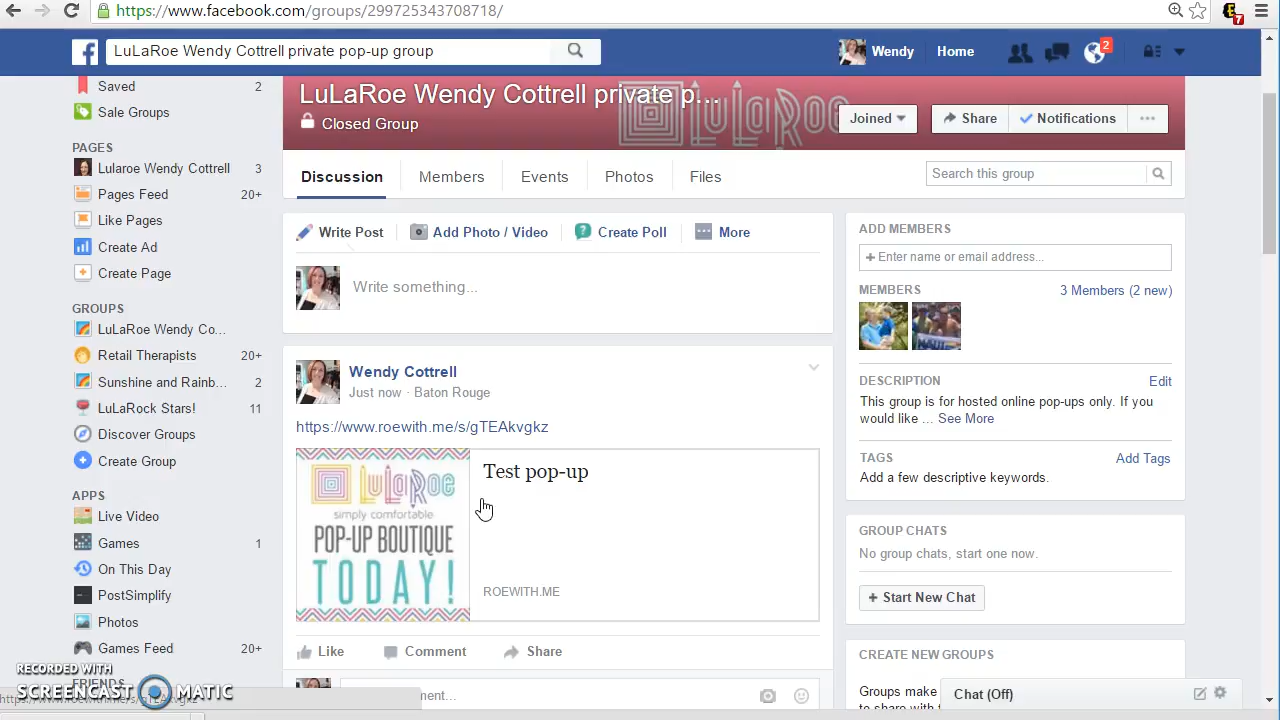 https://www.facebook.com/groups/299725343708718/
7
LuLaRoe Wendy Cottrell private pop-up group
Wendy
Home
2
Saved 2
Sale Groups
PAGES
Lularoe Wendy Cottrell 3
Pages Feed 20+
Like Pages
Create Ad
Create Page
GROUPS
LuLaRoe Wendy Co...
Retail Therapists 20+
Sunshine and Rainb... 2
LuLaRock Stars! 11
Discover Groups
Create Group
APPS
Live Video
Games 1
On This Day
PostSimplify
Photos
Games Feed 20+
FRIENDS
LuLaRoe Wendy Cottrell private p...
LuLaRoe
Closed Group
Joined
Share
Notifications
Discussion
Members
Events
Photos
Files
Search this group
Write Post
Add Photo / Video
Create Poll
More
Write something...
Wendy Cottrell
Just now · Baton Rouge
https://www.roewith.me/s/gTEAkvgkz
LuLaRoe
simply comfortable
POP-UP BOUTIQUE
TODAY!
Test pop-up
ROEWITH.ME
Like
Comment
Share
ment...
ADD MEMBERS
+ Enter name or email address...
MEMBERS
3 Members (2 new)
DESCRIPTION
Edit
This group is for hosted online pop-ups only. If you
would like ... See More
TAGS
Add Tags
Add a few descriptive keywords.
GROUP CHATS
No group chats, start one now.
+ Start New Chat
CREATE NEW GROUPS
Groups make
to share with
Chat (Off)
RECORDED WITH
SCREENCAST MATIC